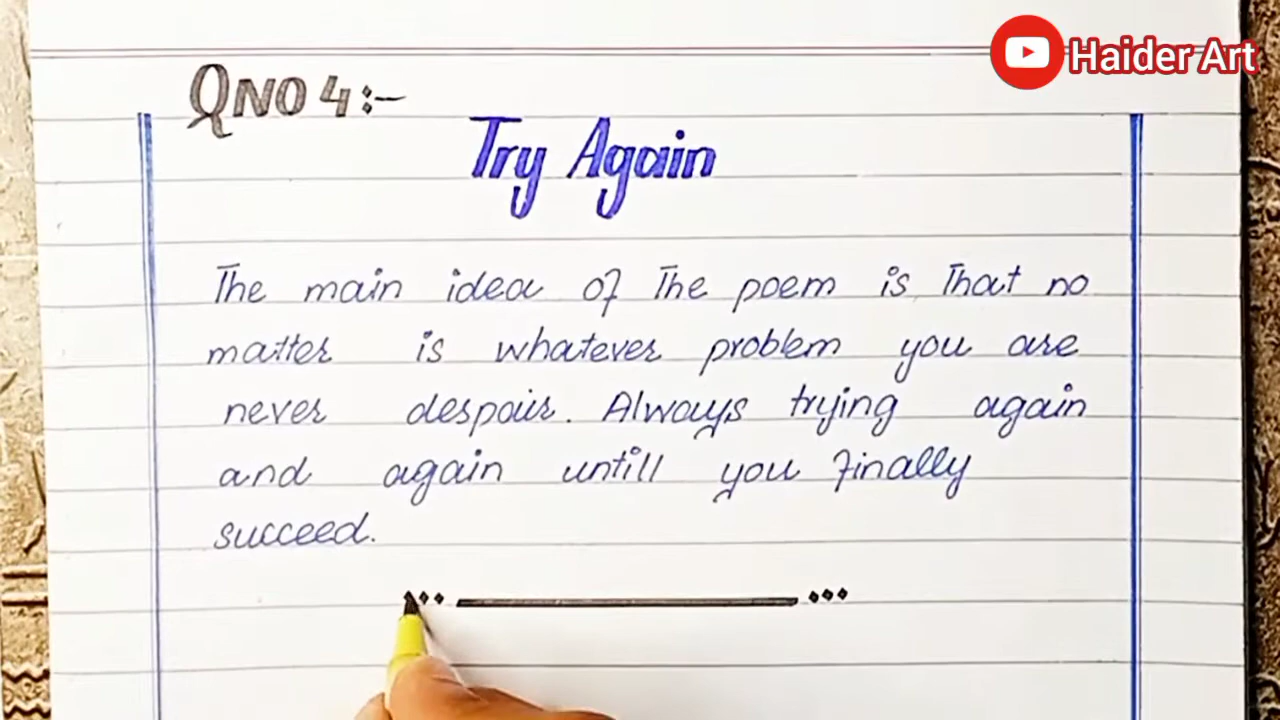 Haider Art
QNO 4:-
Try Again
The main idea of The poem is That no
matter is whatever problem you are
never despair. Always trying again
and again untill you finally
succeed.